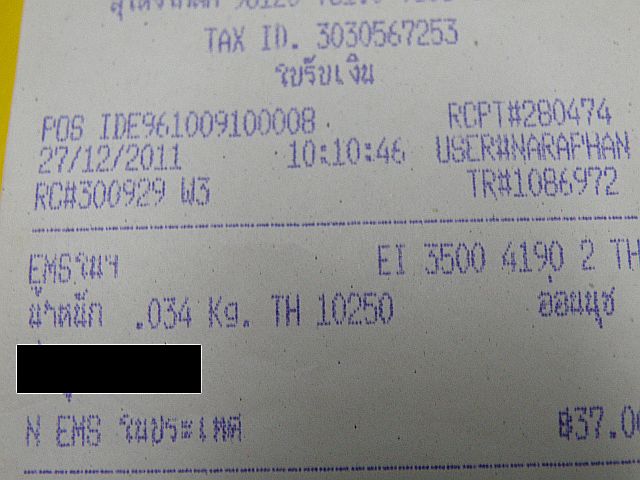 TAX ID. 3030567253
ใบรับเงิน
POS IDE961009100008 RCPT#280474
27/12/2011 10:10:46 USER#NARAPHAN
RC#300929 W3 TR#1086972
EMSในฯ EI 3500 4190 2 TH
น้ำหนัก .034 Kg. TH 10250 อ่อนนุช
N EMS ในประเทศ ฿37.00